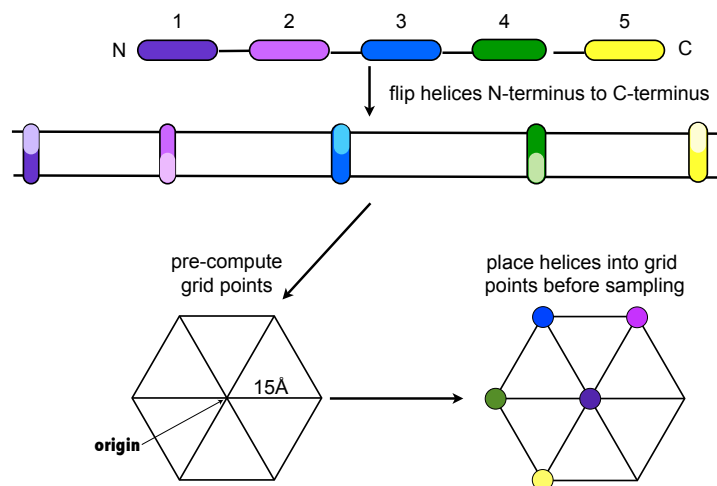 1 2 3 4 5
N C
flip helices N-terminus to C-terminus
pre-compute
grid points
place helices into grid
points before sampling
15Å
origin